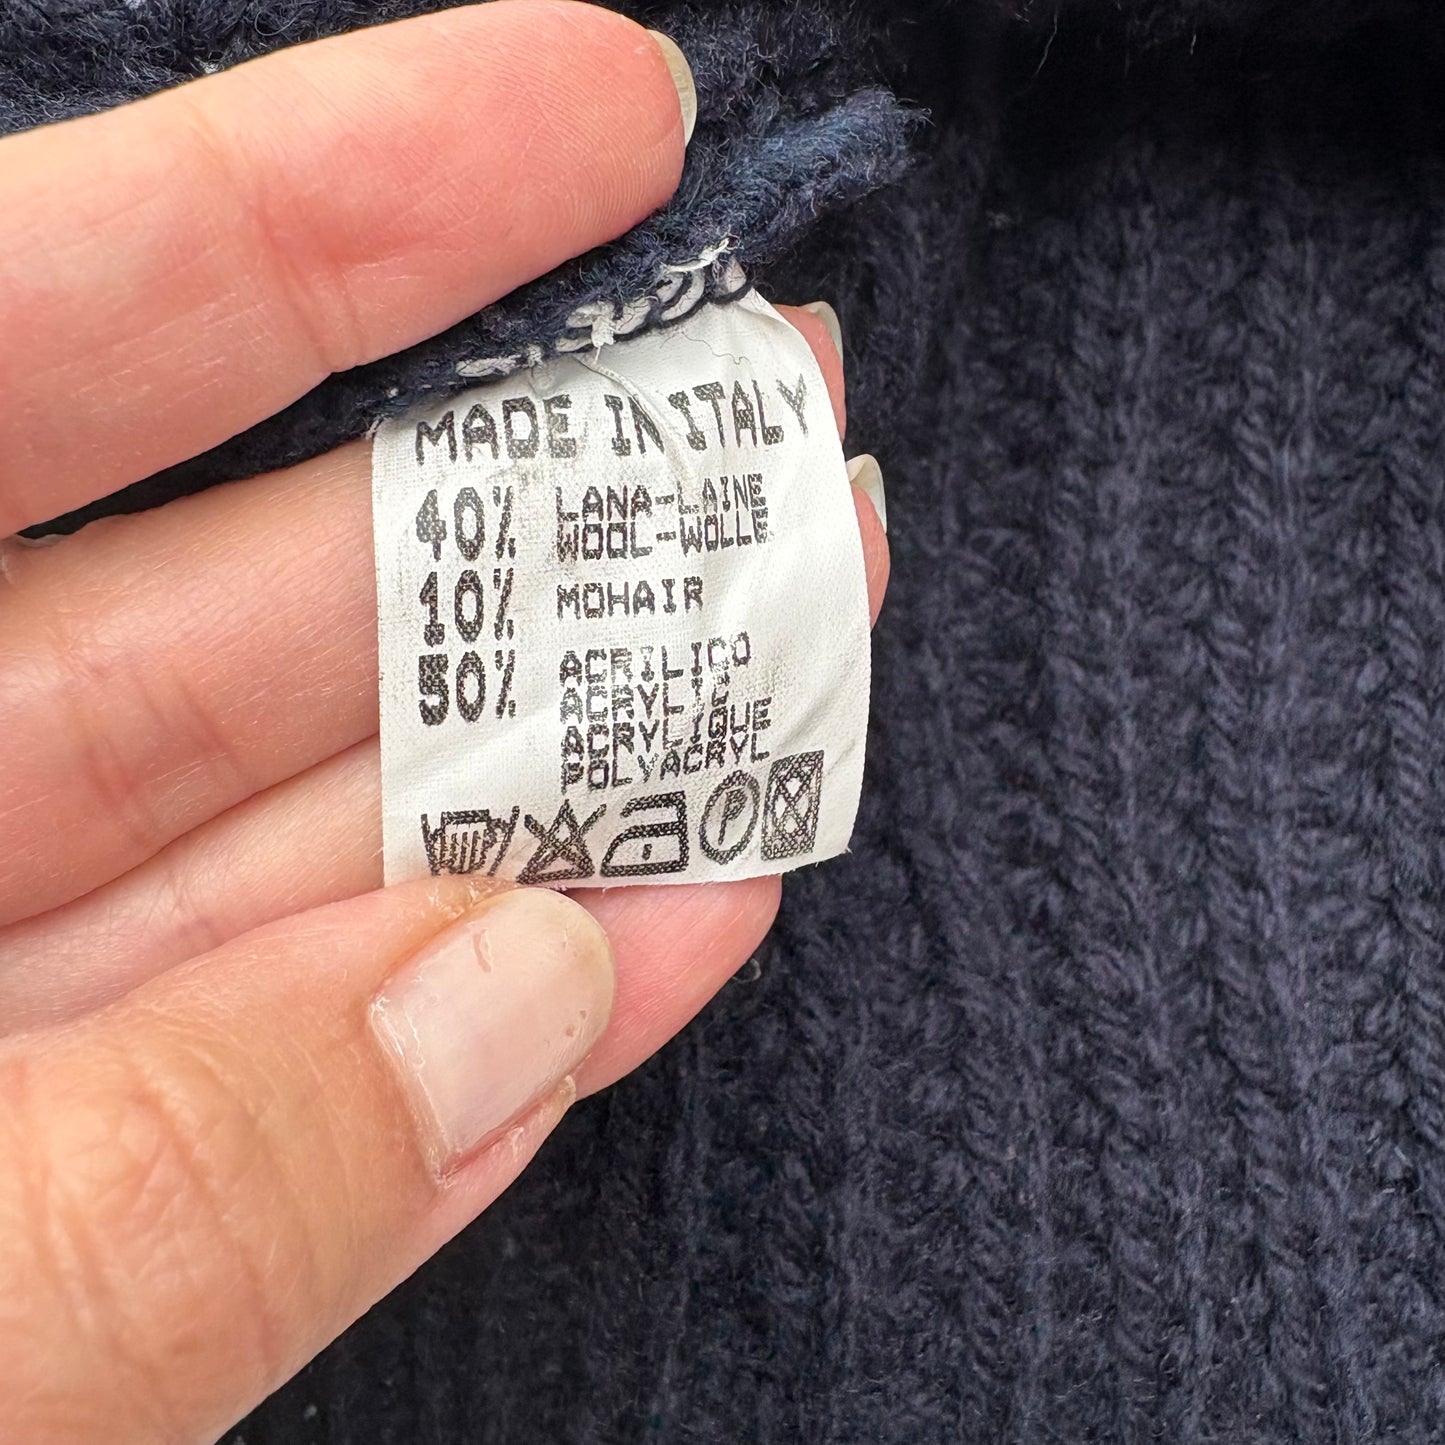 MADE IN ITALY
40% LANA-LAINE
WOOL-WOLLE
10% MOHAIR
50% ACRILICO
ACRYLIC
ACRYLIQUE
POLYACRYL
P